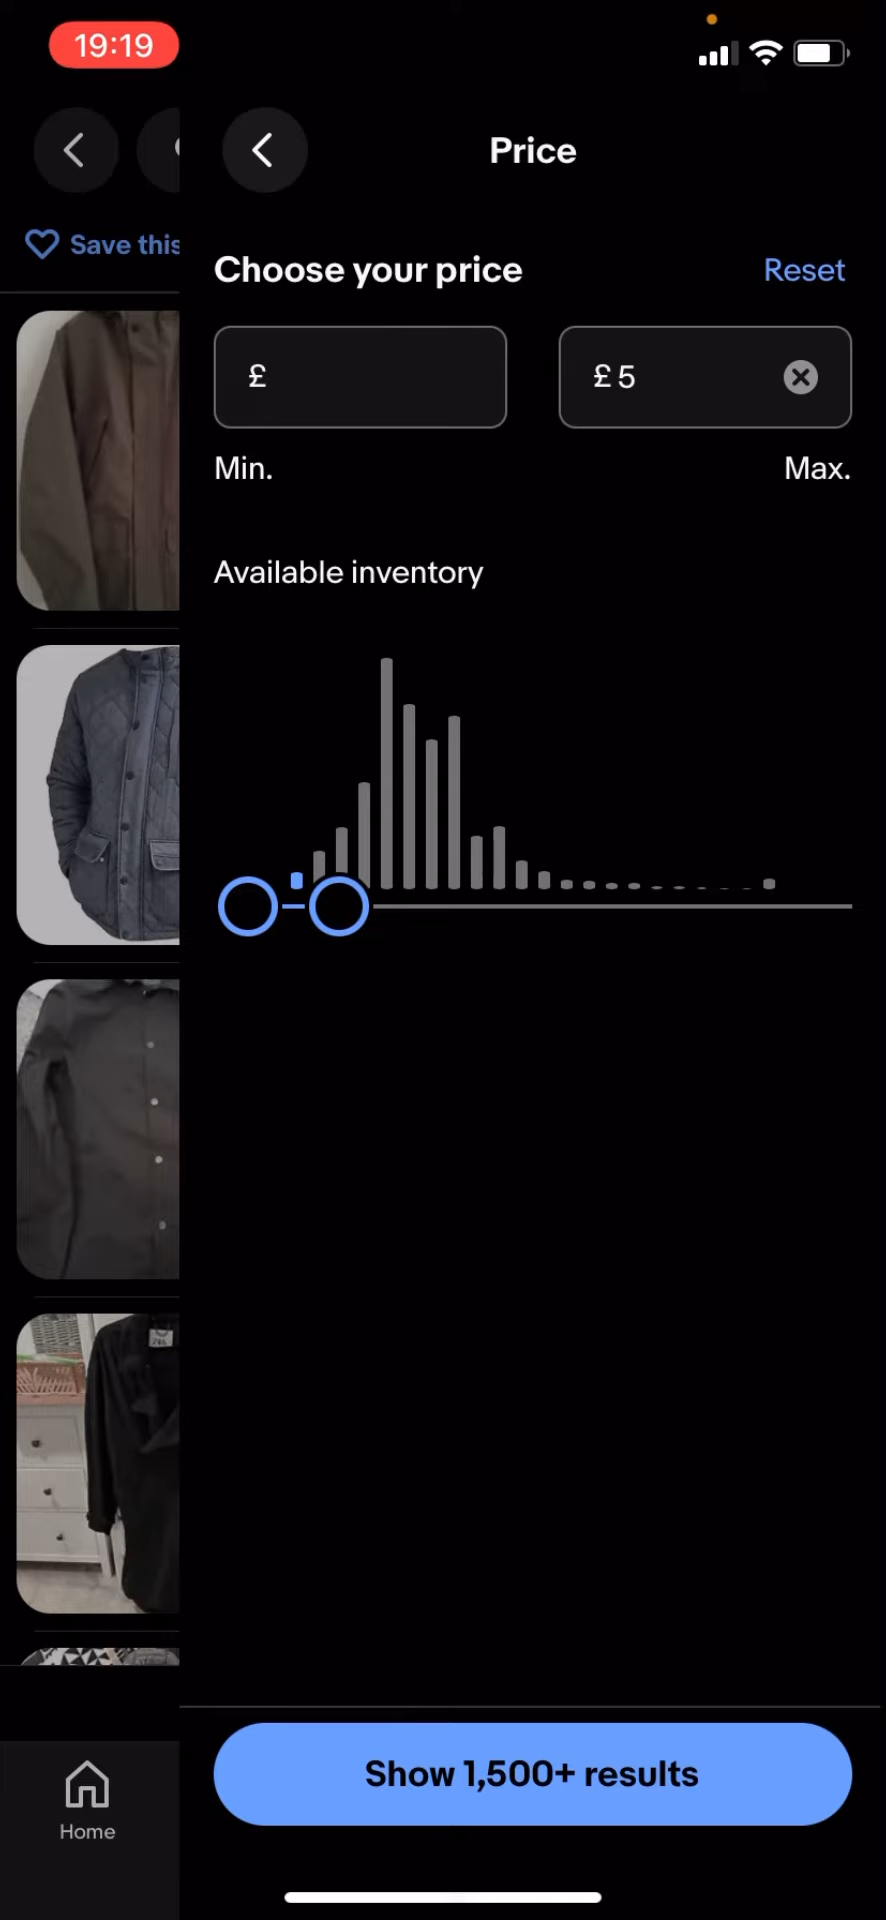 19:19
Price
Save this
Choose your price
Reset
£
£ 5
Min.
Max.
Available inventory
Show 1,500+ results
Home